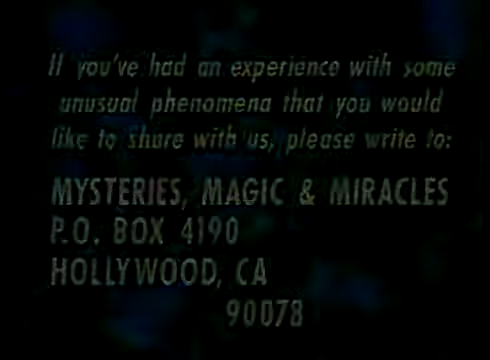 If you've had an experience with some
unusual phenomena that you would
like to share with us, please write to:
MYSTERIES, MAGIC & MIRACLES
P.O. BOX 4190
HOLLYWOOD, CA
90078